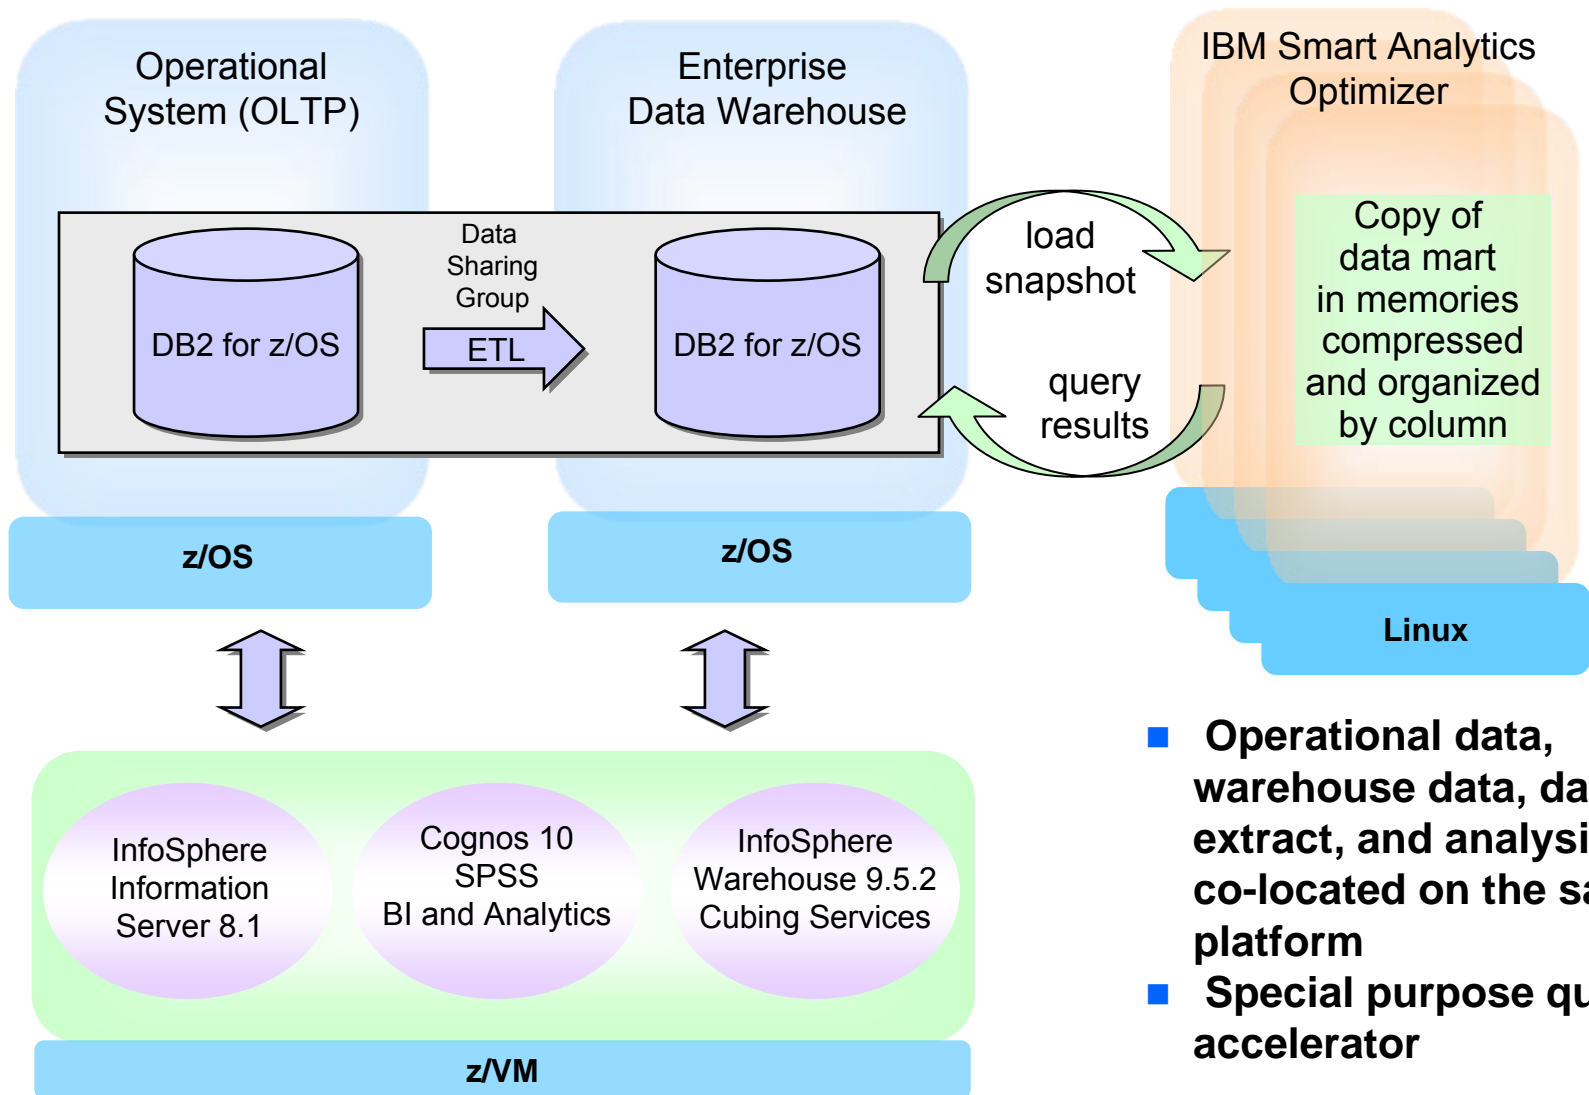 Operational
System (OLTP)
Enterprise
Data Warehouse
IBM Smart Analytics
Optimizer
Data
Sharing
Group
ETL
DB2 for z/OS
DB2 for z/OS
load
snapshot
query
results
Copy of
data mart
in memories
compressed
and organized
by column
z/OS
z/OS
Linux
InfoSphere
Information
Server 8.1
Cognos 10
SPSS
BI and Analytics
InfoSphere
Warehouse 9.5.2
Cubing Services
z/VM
Operational data,
warehouse data, da
extract, and analysi
co-located on the sa
platform
Special purpose qu
accelerator